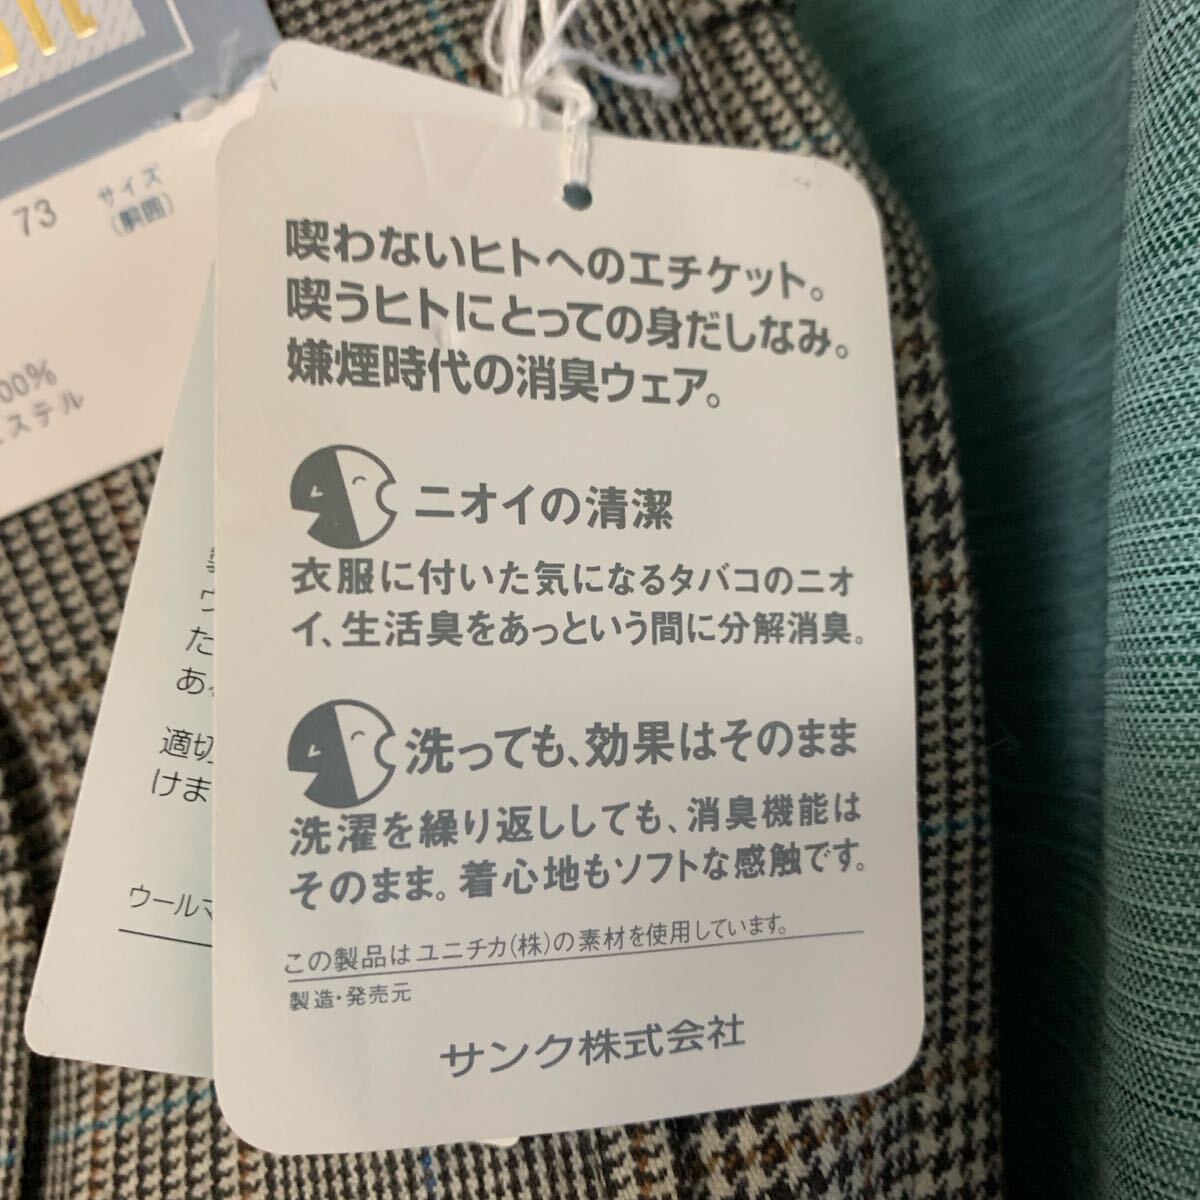 73 サイズ
(胴囲)
00%
ステル
喫わないヒトへのエチケット。
喫うヒトにとっての身だしなみ。
嫌煙時代の消臭ウェア。
ニオイの清潔
衣服に付いた気になるタバコのニオ
イ、生活臭をあっという間に分解消臭。
洗っても、効果はそのまま
洗濯を繰り返ししても、消臭機能は
そのまま。着心地もソフトな感触です。
この製品はユニチカ(株)の素材を使用しています。
製造・発売元
サンク株式会社
た
あ
適切
けま
ウールマ